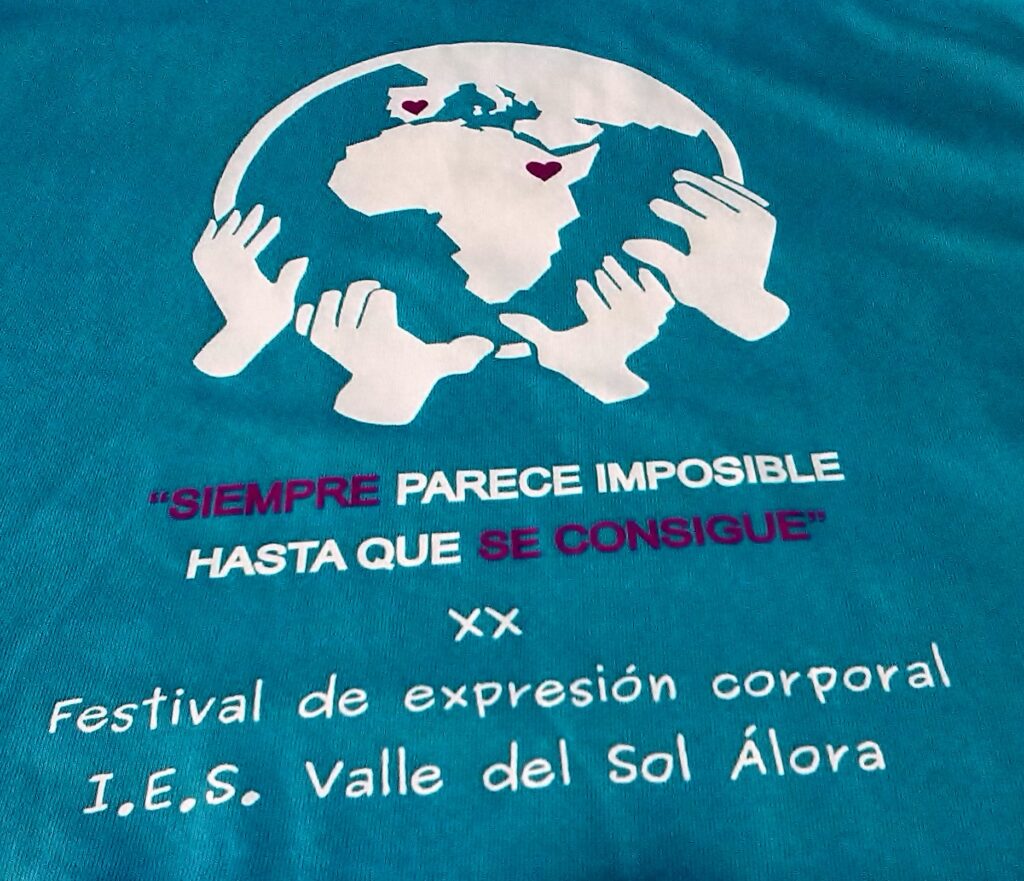 “SIEMPRE PARECE IMPOSIBLE
HASTA QUE SE CONSIGUE”
XX
Festival de expresión corporal
I.E.S. Valle del Sol Álora